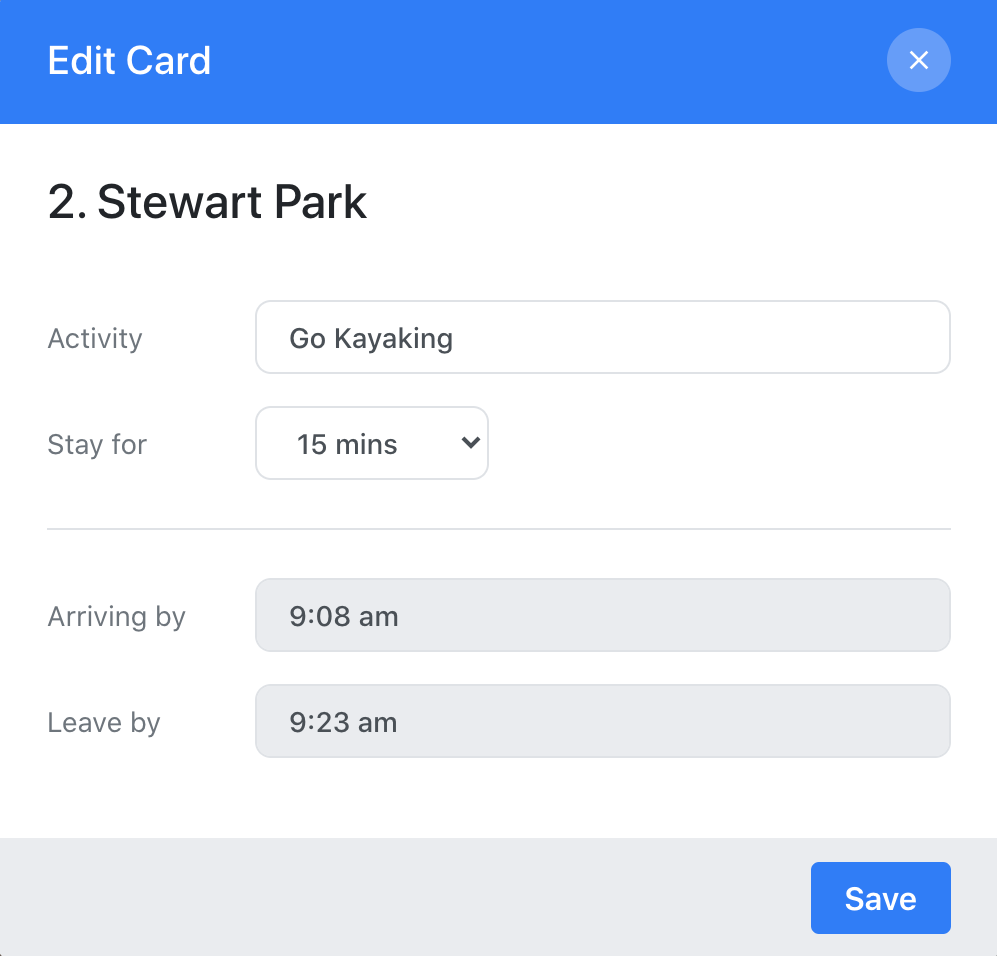 Edit Card
2. Stewart Park
Activity Go Kayaking
Stay for 15 mins
Arriving by 9:08 am
Leave by 9:23 am
Save